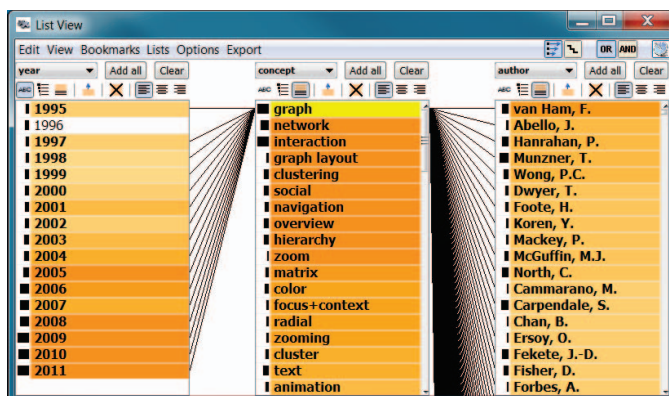 List View
Edit View Bookmarks Lists Options Export
OR AND
year Add all Clear
concept Add all Clear
author Add all Clear
ABC
ABC
ABC
1995
1996
1997
1998
1999
2000
2001
2002
2003
2004
2005
2006
2007
2008
2009
2010
2011
graph
network
interaction
graph layout
clustering
social
navigation
overview
hierarchy
zoom
matrix
color
focus+context
radial
zooming
cluster
text
animation
van Ham, F.
Abello, J.
Hanrahan, P.
Munzner, T.
Wong, P.C.
Dwyer, T.
Foote, H.
Koren, Y.
Mackey, P.
McGuffin, M.J.
North, C.
Cammarano, M.
Carpendale, S.
Chan, B.
Ersoy, O.
Fekete, J.-D.
Fisher, D.
Forbes, A.